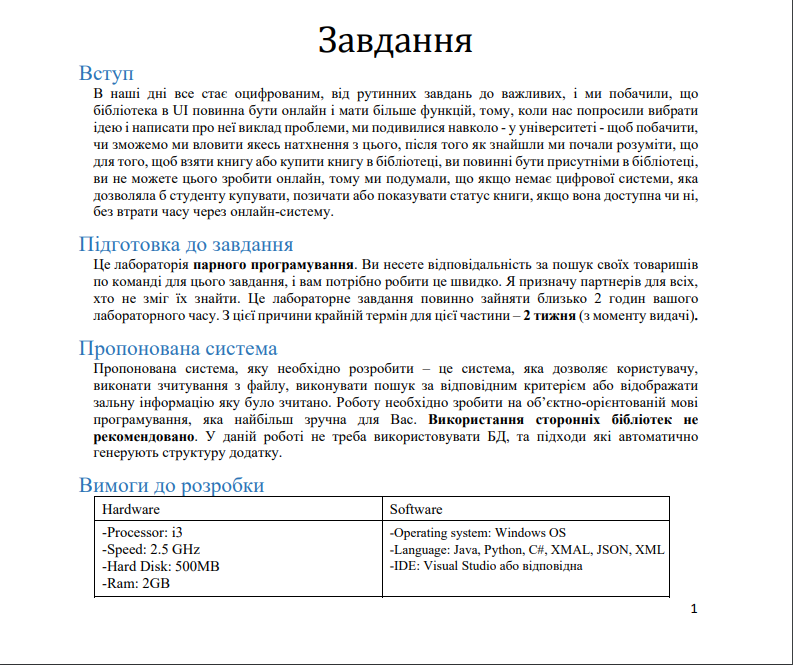 Завдання
Вступ
В наші дні все стає оцифрованим, від рутинних завдань до важливих, і ми побачили, що
бібліотека в UI повинна бути онлайн і мати більше функцій, тому, коли нас попросили вибрати
ідею і написати про неї виклад проблеми, ми подивилися навколо - у університеті - щоб побачити,
чи зможемо ми вловити якесь натхнення з цього, після того як знайшли ми почали розуміти, що
для того, щоб взяти книгу або купити книгу в бібліотеці, ви повинні бути присутніми в бібліотеці,
ви не можете цього зробити онлайн, тому ми подумали, що якщо немає цифрової системи, яка
дозволяла б студенту купувати, позичати або показувати статус книги, якщо вона доступна чи ні,
без втрати часу через онлайн-систему.
Підготовка до завдання
Це лабораторія парного програмування. Ви несете відповідальність за пошук своїх товаришів
по команді для цього завдання, і вам потрібно робити це швидко. Я призначу партнерів для всіх,
хто не зміг їх знайти. Це лабораторне завдання повинно зайняти близько 2 годин вашого
лабораторного часу. З цієї причини крайній термін для цієї частини – 2 тижня (з моменту видачі).
Пропонована система
Пропонована система, яку необхідно розробити – це система, яка дозволяє користувачу,
виконати зчитування з файлу, виконувати пошук за відповідним критерієм або відображати
зальну інформацію яку було зчитано. Роботу необхідно зробити на об’єктно-орієнтованій мові
програмування, яка найбільш зручна для Вас. Використання сторонніх бібліотек не
рекомендовано. У даній роботі не треба використовувати БД, та підходи які автоматично
генерують структуру додатку.
Вимоги до розробки
Hardware
-Processor: i3
-Speed: 2.5 GHz
-Hard Disk: 500MB
-Ram: 2GB
Software
-Operating system: Windows OS
-Language: Java, Python, C#, XMAL, JSON, XML
-IDE: Visual Studio або відповідна
1